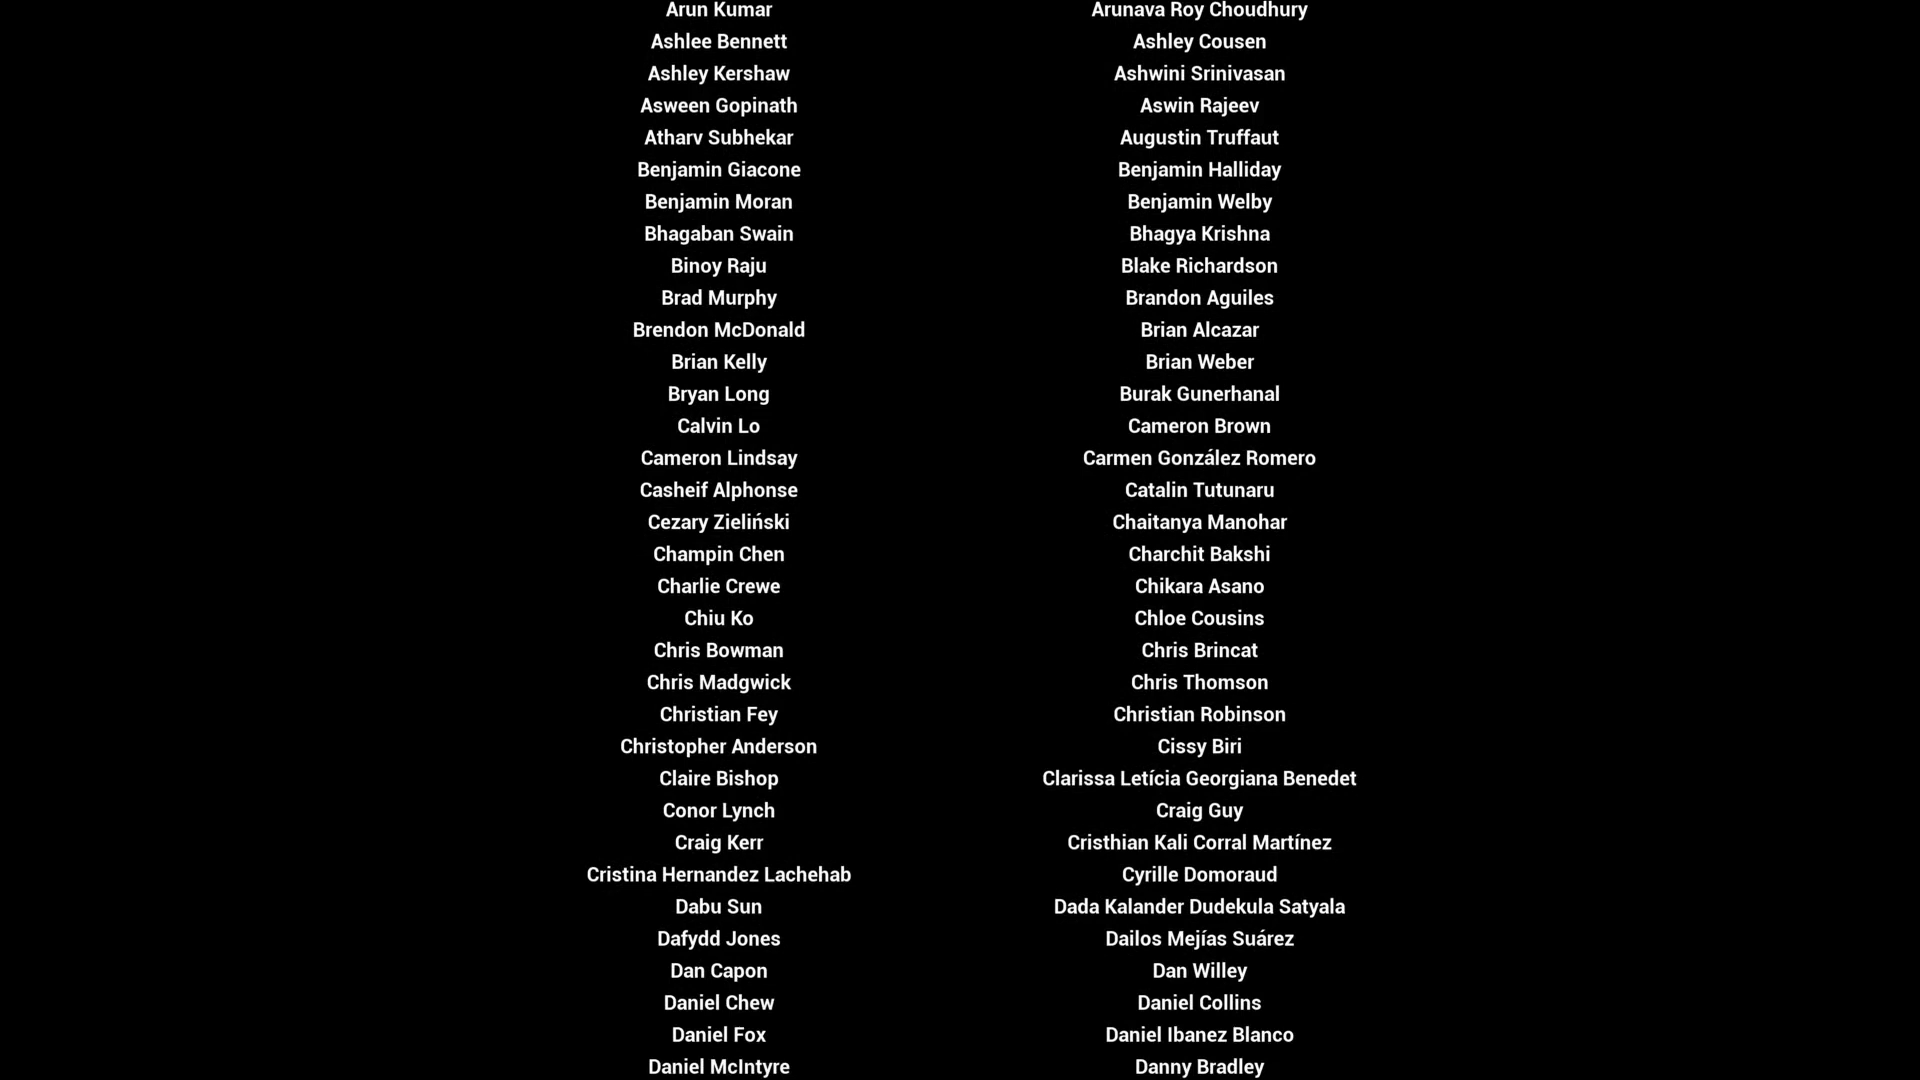 Arun Kumar Arunava Roy Choudhury
Ashlee Bennett Ashley Cousen
Ashley Kershaw Ashwini Srinivasan
Asween Gopinath Aswin Rajeev
Atharv Subhekar Augustin Truffaut
Benjamin Giacone Benjamin Halliday
Benjamin Moran Benjamin Welby
Bhagaban Swain Bhagya Krishna
Binoy Raju Blake Richardson
Brad Murphy Brandon Aguiles
Brendon McDonald Brian Alcazar
Brian Kelly Brian Weber
Bryan Long Burak Gunerhanal
Calvin Lo Cameron Brown
Cameron Lindsay Carmen González Romero
Casheif Alphonse Catalin Tutunaru
Cezary Zieliński Chaitanya Manohar
Champin Chen Charchit Bakshi
Charlie Crewe Chikara Asano
Chiu Ko Chloe Cousins
Chris Bowman Chris Brincat
Chris Madgwick Chris Thomson
Christian Fey Christian Robinson
Christopher Anderson Cissy Biri
Claire Bishop Clarissa Letícia Georgiana Benedet
Conor Lynch Craig Guy
Craig Kerr Cristhian Kali Corral Martínez
Cristina Hernandez Lachehab Cyrille Domoraud
Dabu Sun Dada Kalander Dudekula Satyala
Dafydd Jones Dailos Mejías Suárez
Dan Capon Dan Willey
Daniel Chew Daniel Collins
Daniel Fox Daniel Ibanez Blanco
Daniel McIntyre Danny Bradley